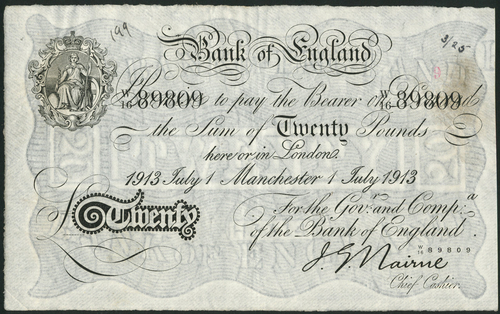 199
3/25
Bank of England
I Promise to pay the Bearer on Demand
W/16 89809 W/16 89809
the Sum of Twenty Pounds
here or in London.
1913 July 1 Manchester 1 July 1913
For the Govr. and Compa.
£ Twenty
of the Bank of England
W/16 89809
J. G. Nairne
Chief Cashier.